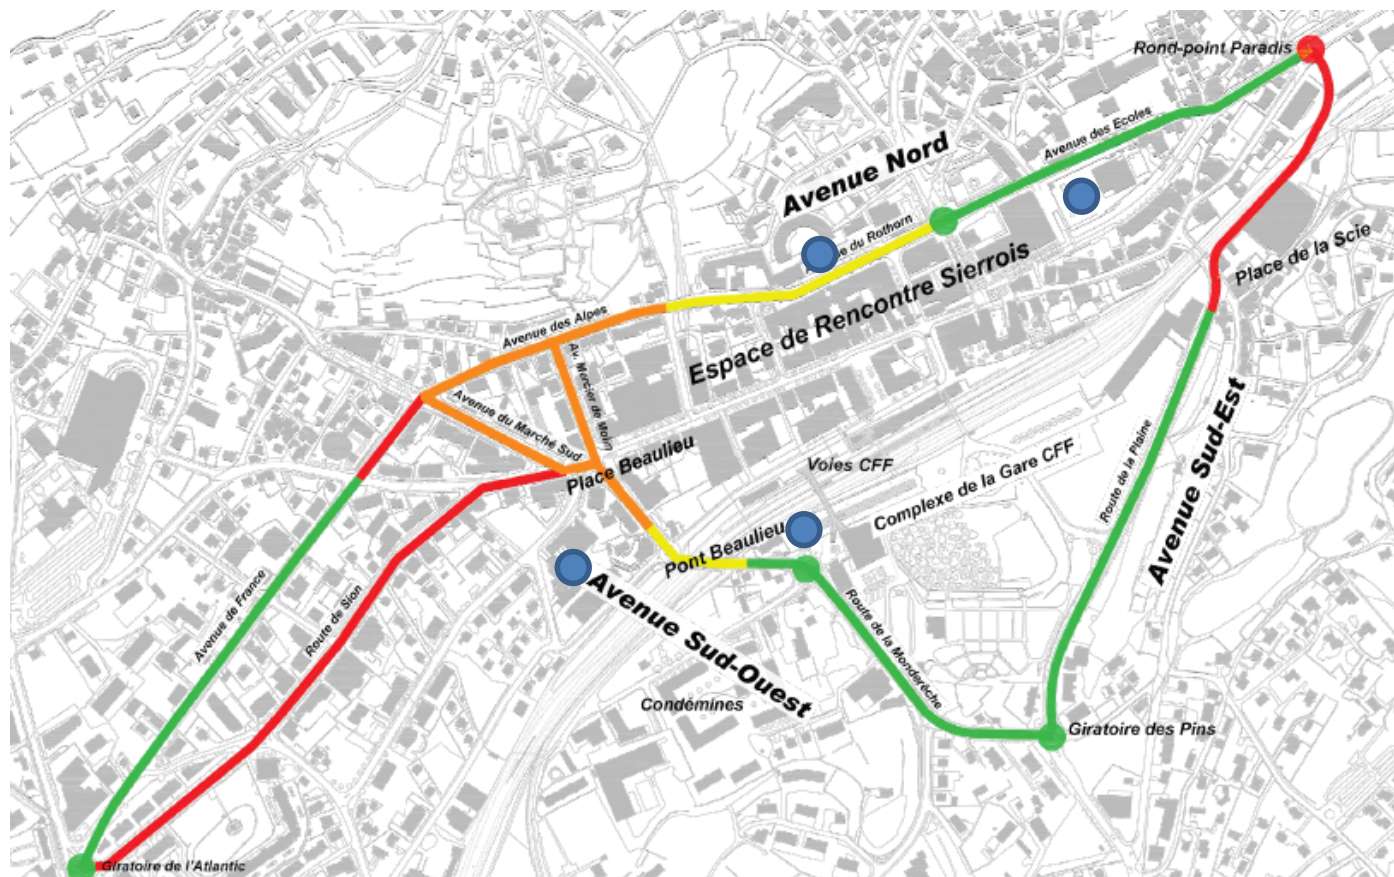 Rond-point Paradis
Avenue des Ecoles
Avenue Nord
du Rothorn
Place de la Scie
Espace de Rencontre Sierrois
Avenue des Alpes
Av. Mercier de Molin
Avenue du Marché Sud
Place Beaulieu
Voies CFF
Complexe de la Gare CFF
Route de la Plaine
Avenue Sud-Est
Pont Beaulieu
Avenue de France
Route de Sion
Avenue Sud-Ouest
Route de la Monderèche
Condémines
Giratoire des Pins
Giratoire de l'Atlantic